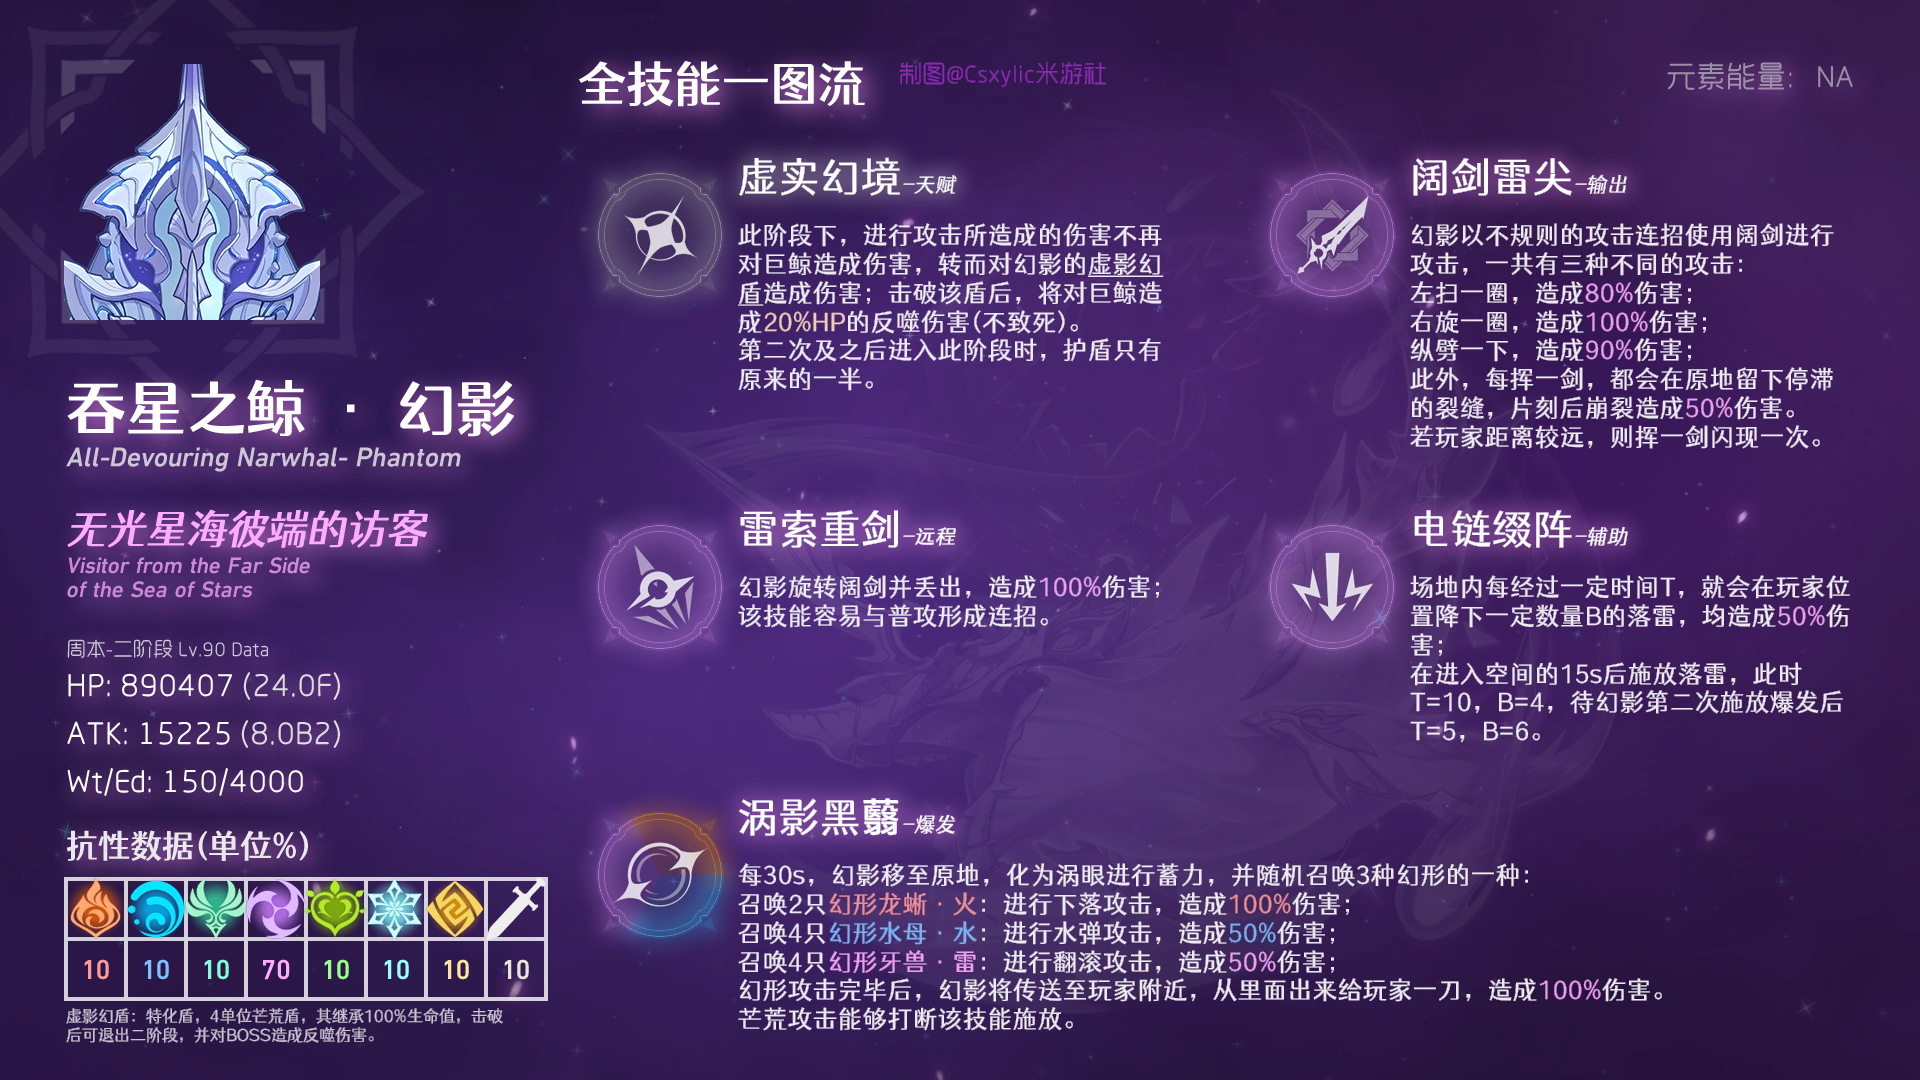 全技能一图流
制图@Csxylic米游社
元素能量: NA
吞星之鲸 · 幻影
All-Devouring Narwhal- Phantom
无光星海彼端的访客
Visitor from the Far Side
of the Sea of Stars
周本-二阶段 Lv.90 Data
HP: 890407 (24.0F)
ATK: 15225 (8.0B2)
Wt/Ed: 150/4000
抗性数据(单位%)
10 10 10 70 10 10 10 10
虚影幻盾：特化盾，4单位芒荒盾，其继承100%生命值，击破
后可退出二阶段，并对BOSS造成反噬伤害。
虚实幻境-天赋
此阶段下，进行攻击所造成的伤害不再
对巨鲸造成伤害，转而对幻影的虚影幻
盾造成伤害；击破该盾后，将对巨鲸造
成20%HP的反噬伤害(不致死)。
第二次及之后进入此阶段时，护盾只有
原来的一半。
阔剑雷尖-输出
幻影以不规则的攻击连招使用阔剑进行
攻击，一共有三种不同的攻击：
左扫一圈，造成80%伤害；
右旋一圈，造成100%伤害；
纵劈一下，造成90%伤害；
此外，每挥一剑，都会在原地留下停滞
的裂缝，片刻后崩裂造成50%伤害。
若玩家距离较远，则挥一剑闪现一次。
雷索重剑-远程
幻影旋转阔剑并丢出，造成100%伤害；
该技能容易与普攻形成连招。
电链缀阵-辅助
场地内每经过一定时间T，就会在玩家位
置降下一定数量B的落雷，均造成50%伤
害；
在进入空间的15s后施放落雷，此时
T=10，B=4，待幻影第二次施放爆发后
T=5，B=6。
涡影黑蘙-爆发
每30s，幻影移至原地，化为涡眼进行蓄力，并随机召唤3种幻形的一种：
召唤2只幻形龙蜥 · 火：进行下落攻击，造成100%伤害；
召唤4只幻形水母 · 水：进行水弹攻击，造成50%伤害；
召唤4只幻形牙兽 · 雷：进行翻滚攻击，造成50%伤害；
幻形攻击完毕后，幻影将传送至玩家附近，从里面出来给玩家一刀，造成100%伤害。
芒荒攻击能够打断该技能施放。